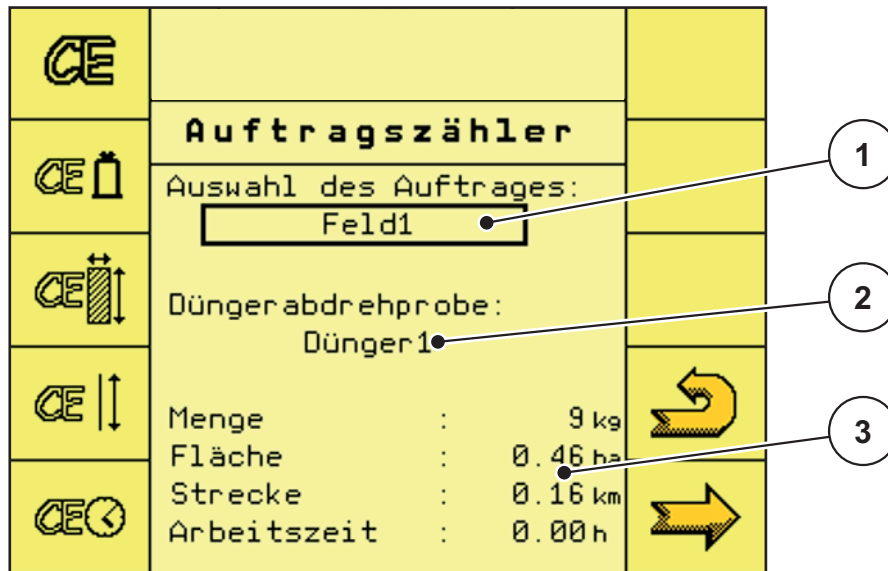 CE
Auftragszähler
CE
Auswahl des Auftrages:
Feld1
1
CE
Düngerabdrehprobe:
Dünger1
2
CE
Menge : 9 kg
Fläche : 0.46 ha
Strecke : 0.16 km
3
CE
Arbeitszeit : 0.00 h